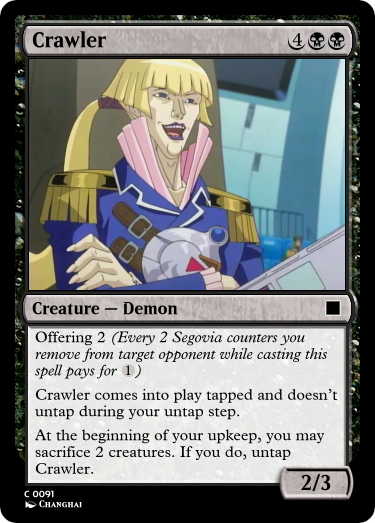 Crawler 4
Creature — Demon
Offering 2 (Every 2 Segovia counters you
remove from target opponent while casting this
spell pays for 1)
Crawler comes into play tapped and doesn't
untap during your untap step.
At the beginning of your upkeep, you may
sacrifice 2 creatures. If you do, untap
Crawler.
2/3
C 0091
Changhai